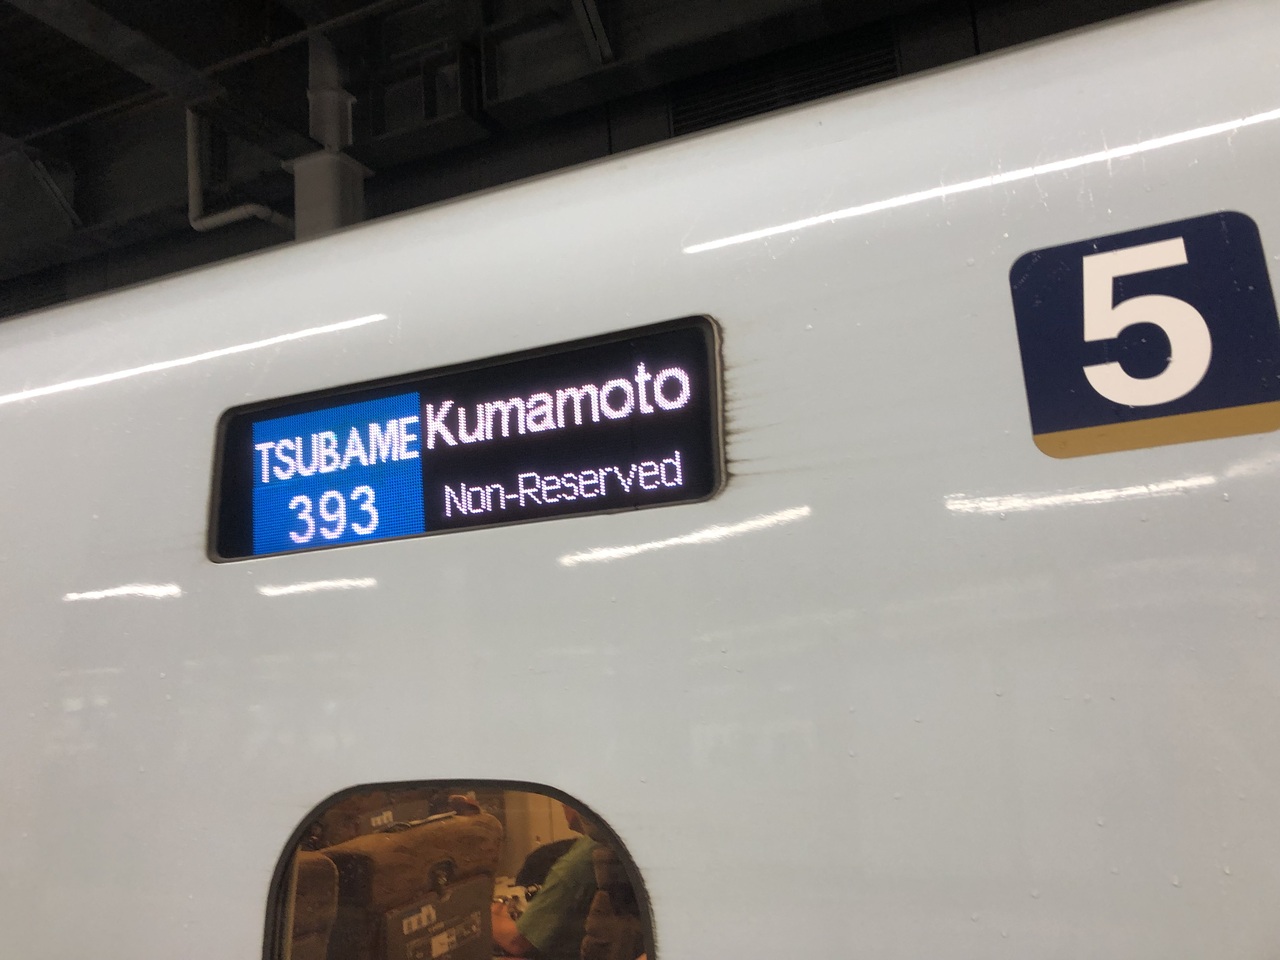 TSUBAME
393
Kumamoto
Non-Reserved
5